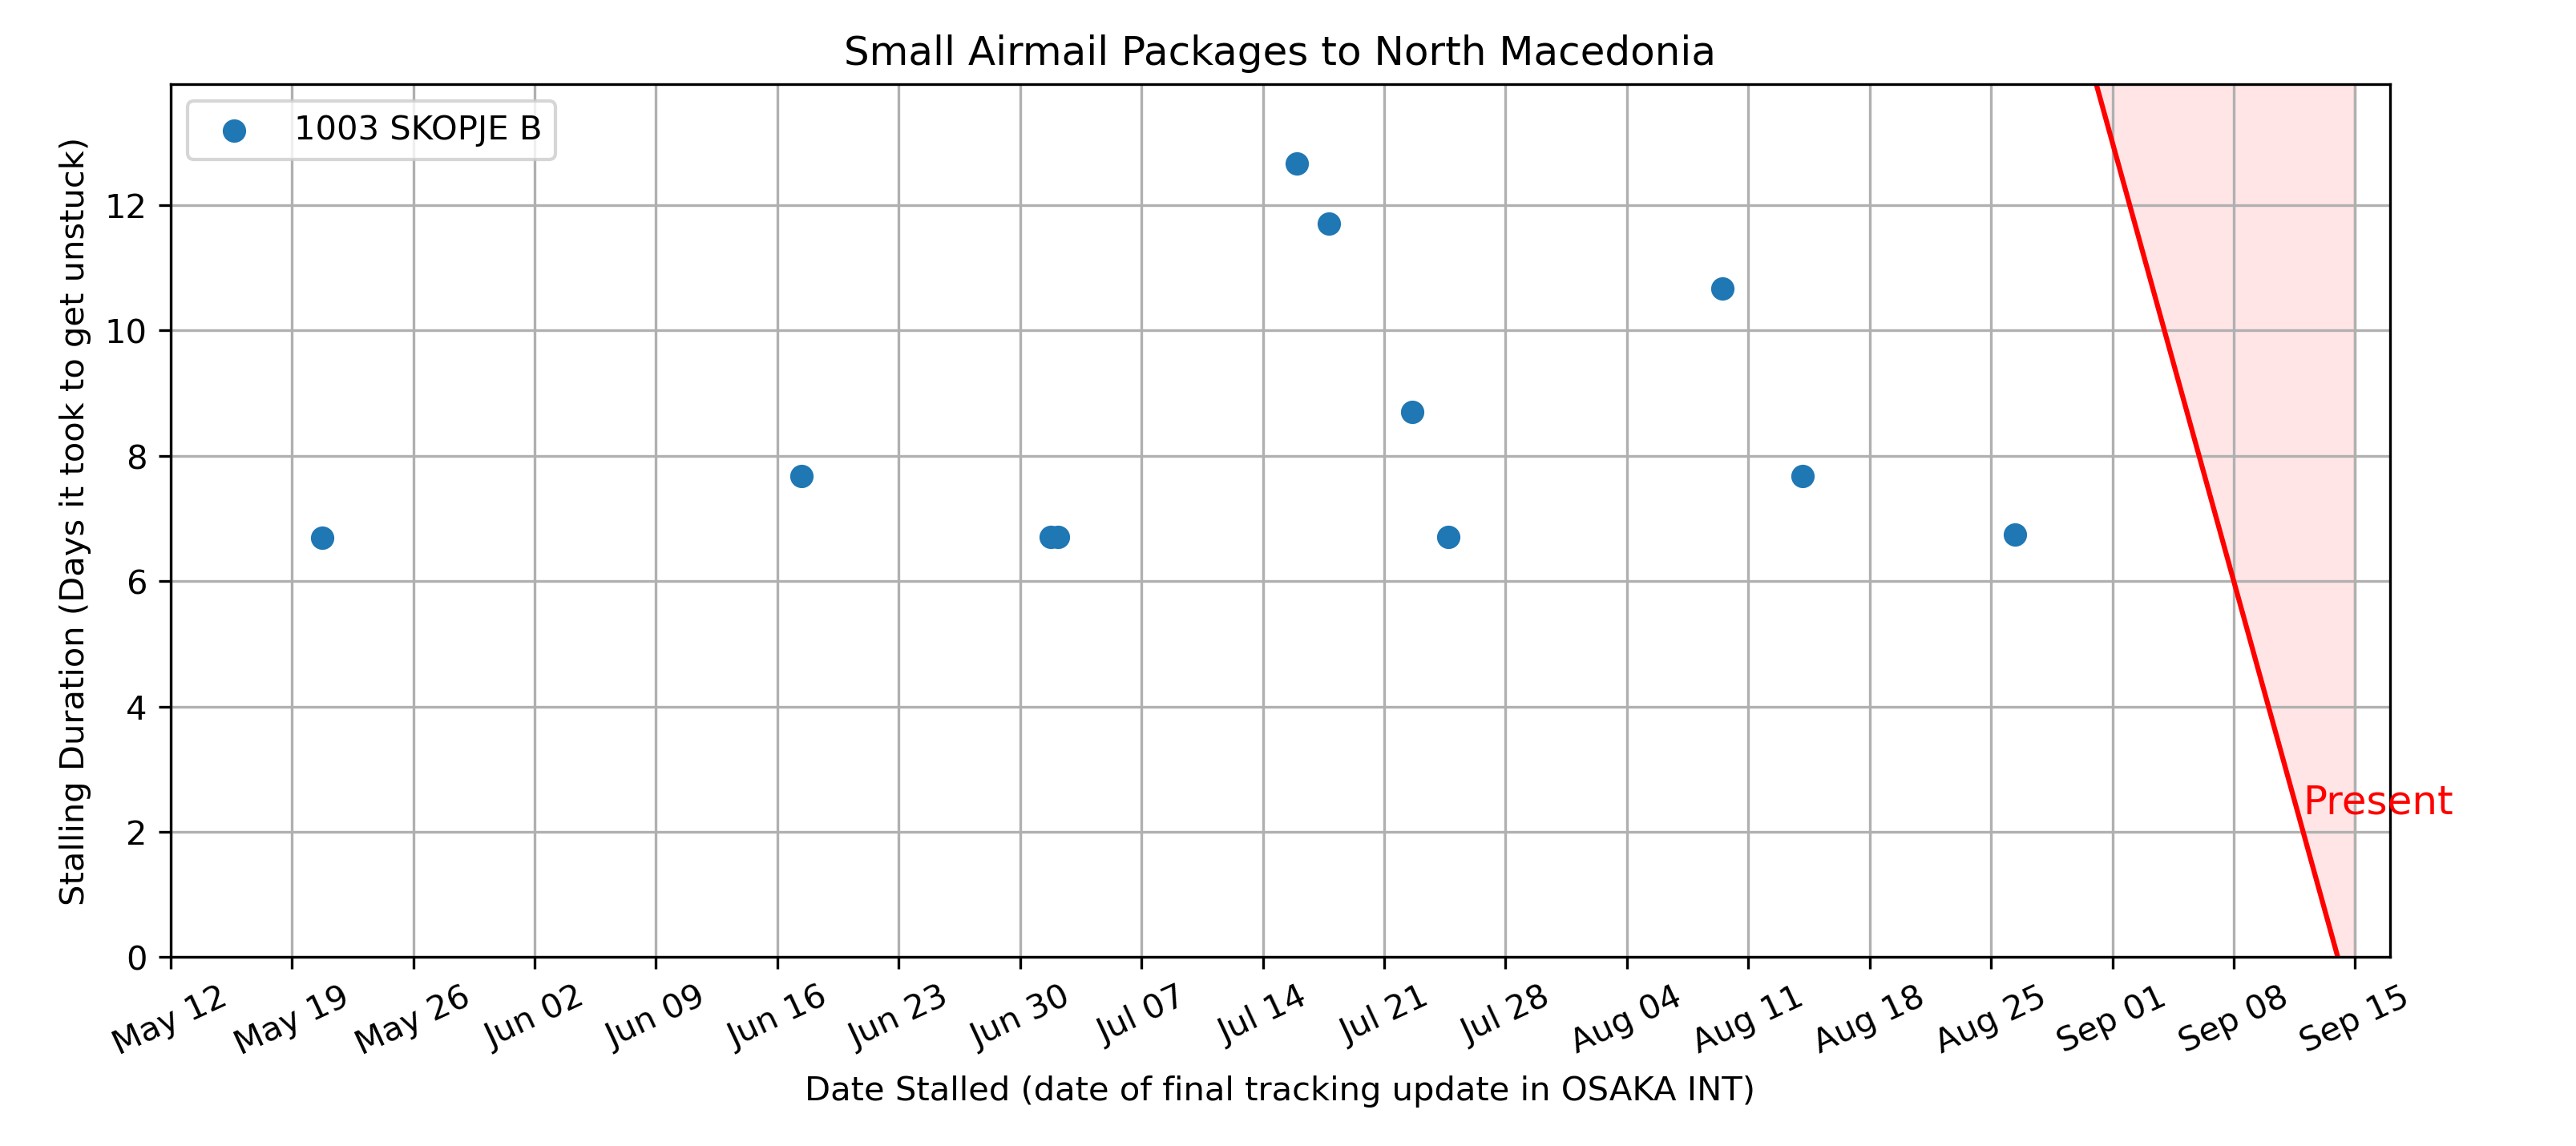 Small Airmail Packages to North Macedonia
1003 SKOPJE B
Stalling Duration (Days it took to get unstuck)
12
10
8
6
4
2
0
Present
May 12
May 19
May 26
Jun 02
Jun 09
Jun 16
Jun 23
Jun 30
Jul 07
Jul 14
Jul 21
Jul 28
Aug 04
Aug 11
Aug 18
Aug 25
Sep 01
Sep 08
Sep 15
Date Stalled (date of final tracking update in OSAKA INT)